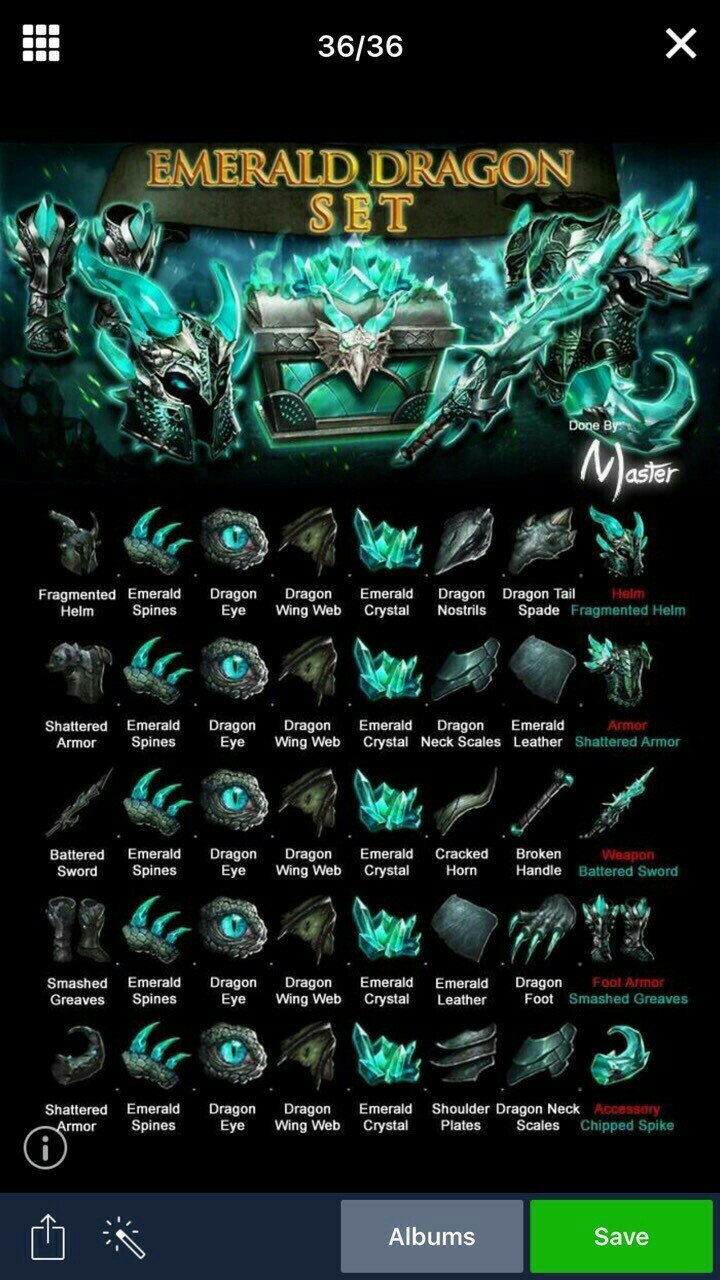 36/36
EMERALD DRAGON
SET
Done By:
Master
Fragmented Helm
Emerald Spines
Dragon Eye
Dragon Wing Web
Emerald Crystal
Dragon Nostrils
Dragon Tail Spade
Helm
Fragmented Helm
Shattered Armor
Emerald Spines
Dragon Eye
Dragon Wing Web
Emerald Crystal
Dragon Neck Scales
Emerald Leather
Armor
Shattered Armor
Battered Sword
Emerald Spines
Dragon Eye
Dragon Wing Web
Emerald Crystal
Cracked Horn
Broken Handle
Weapon
Battered Sword
Smashed Greaves
Emerald Spines
Dragon Eye
Dragon Wing Web
Emerald Crystal
Emerald Leather
Dragon Foot
Foot Armor
Smashed Greaves
Shattered Armor
Emerald Spines
Dragon Eye
Dragon Wing Web
Emerald Crystal
Shoulder Plates
Dragon Neck Scales
Accessory
Chipped Spike
Albums
Save